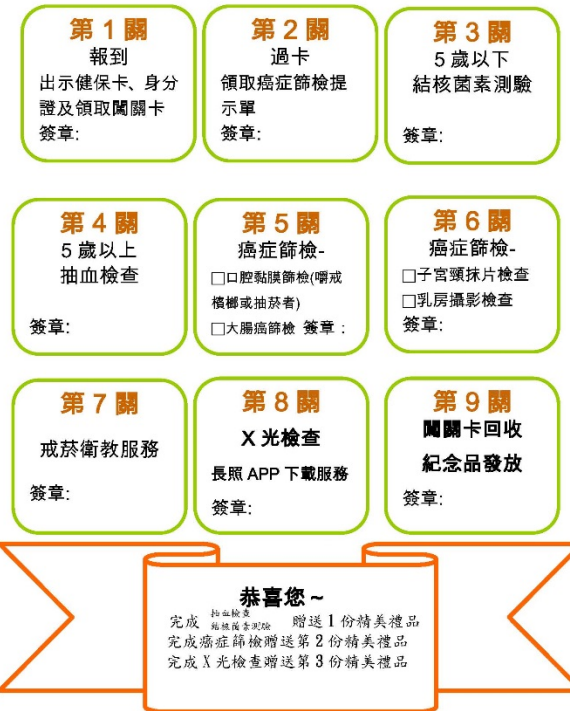 第 1 關
報到
出示健保卡、身分
證及領取闖關卡
簽章:
第 2 關
過卡
領取癌症篩檢提
示單
簽章:
第 3 關
5 歲以下
結核菌素測驗
簽章:
第 4 關
5 歲以上
抽血檢查
簽章:
第 5 關
癌症篩檢-
□口腔黏膜篩檢(嚼戒
檳榔或抽菸者)
□大腸癌篩檢 簽章：
第 6 關
癌症篩檢-
□子宮頸抹片檢查
□乳房攝影檢查
簽章:
第 7 關
戒菸衛教服務
簽章:
第 8 關
X 光檢查
長照 APP 下載服務
簽章:
第 9 關
闖關卡回收
紀念品發放
簽章:
恭喜您~
完成 抽血檢查 結核菌素測驗 贈送 1 份精美禮品
完成癌症篩檢贈送第 2 份精美禮品
完成 X 光檢查贈送第 3 份精美禮品